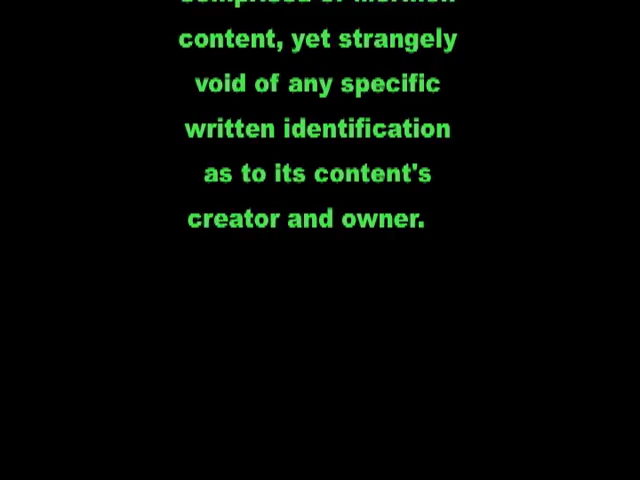 comprised of Mormon
content, yet strangely
void of any specific
written identification
as to its content's
creator and owner.